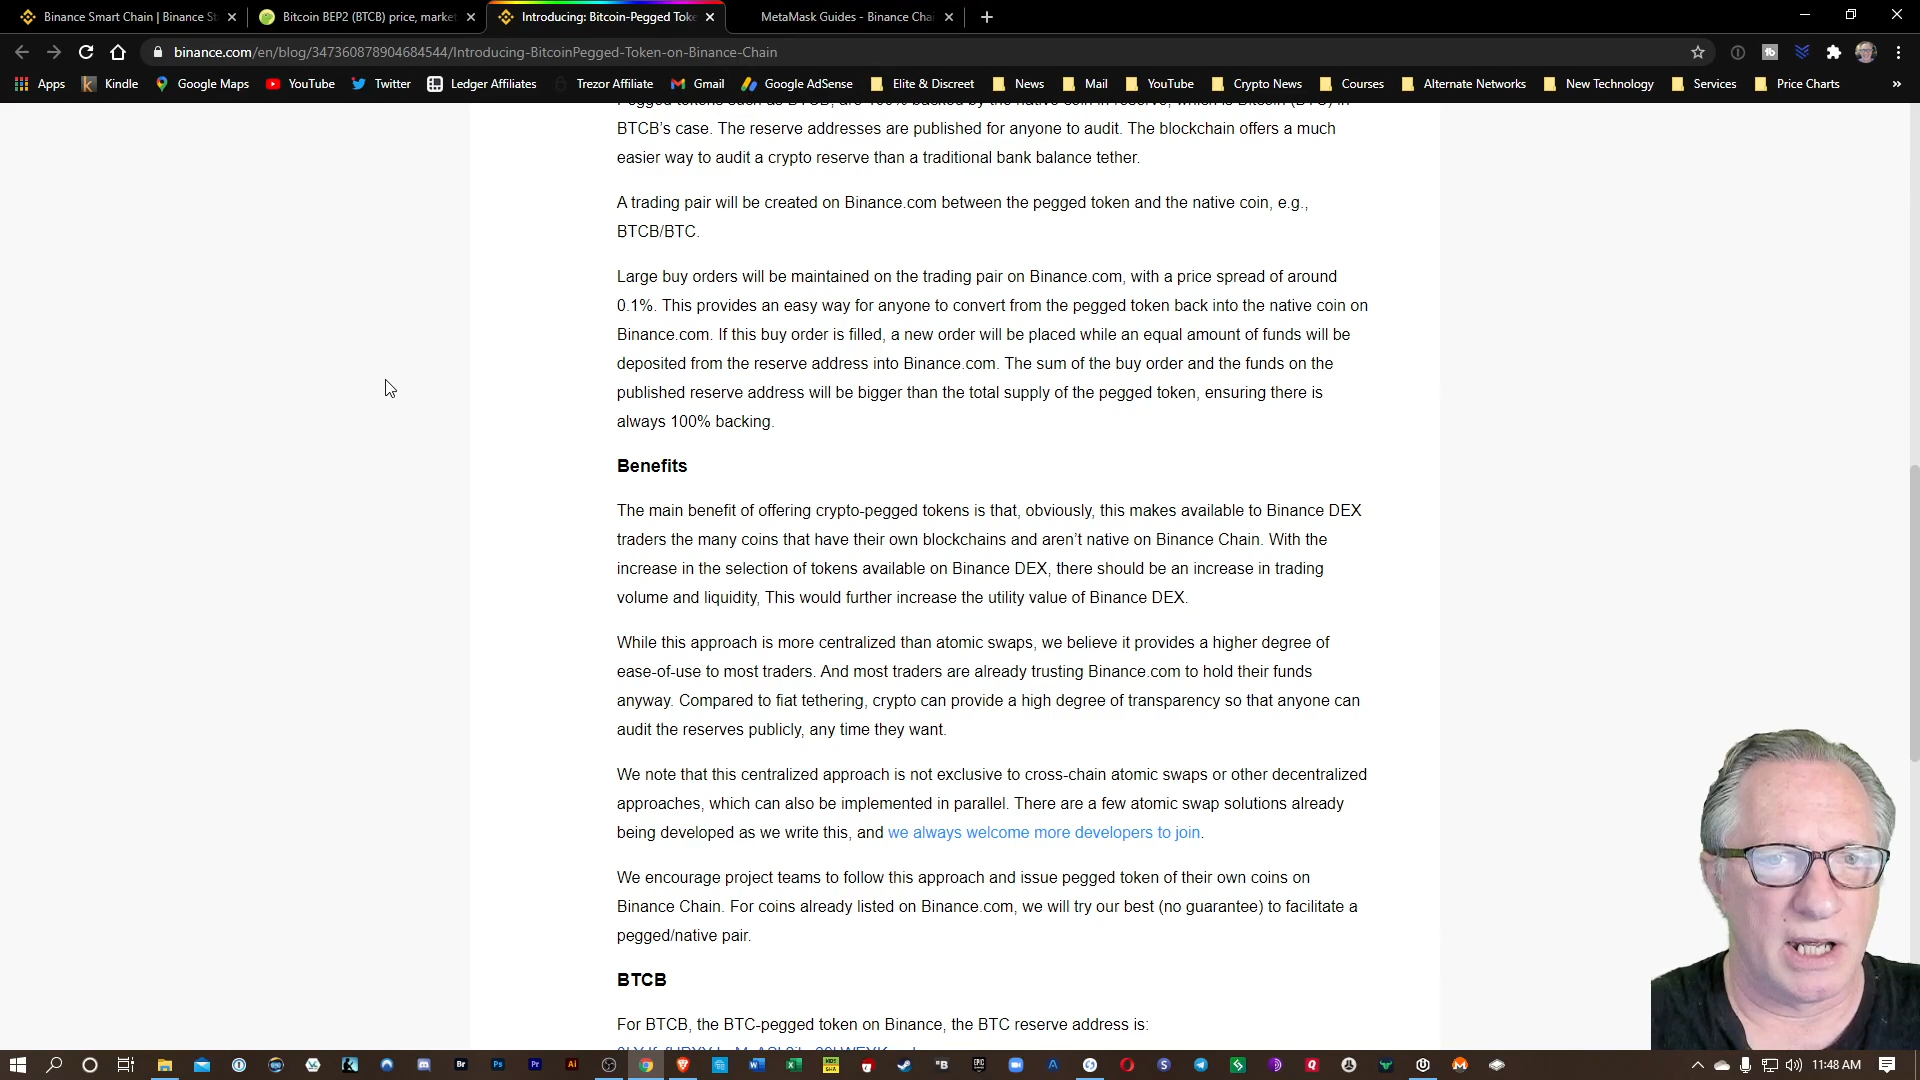 Binance Smart Chain | Binance St
Bitcoin BEP2 (BTCB) price, market
Introducing: Bitcoin-Pegged Toke
MetaMask Guides - Binance Chai
binance.com/en/blog/347360878904684544/Introducing-BitcoinPegged-Token-on-Binance-Chain
Apps Kindle Google Maps YouTube Twitter Ledger Affiliates Trezor Affiliate Gmail Google AdSense Elite & Discreet News Mail YouTube Crypto News Courses Alternate Networks New Technology Services Price Charts »
Pegged tokens such as BTCB, are 100% backed by the native coin in reserve, which is Bitcoin (BTC) in
BTCB’s case. The reserve addresses are published for anyone to audit. The blockchain offers a much
easier way to audit a crypto reserve than a traditional bank balance tether.
A trading pair will be created on Binance.com between the pegged token and the native coin, e.g.,
BTCB/BTC.
Large buy orders will be maintained on the trading pair on Binance.com, with a price spread of around
0.1%. This provides an easy way for anyone to convert from the pegged token back into the native coin on
Binance.com. If this buy order is filled, a new order will be placed while an equal amount of funds will be
deposited from the reserve address into Binance.com. The sum of the buy order and the funds on the
published reserve address will be bigger than the total supply of the pegged token, ensuring there is
always 100% backing.
Benefits
The main benefit of offering crypto-pegged tokens is that, obviously, this makes available to Binance DEX
traders the many coins that have their own blockchains and aren’t native on Binance Chain. With the
increase in the selection of tokens available on Binance DEX, there should be an increase in trading
volume and liquidity, This would further increase the utility value of Binance DEX.
While this approach is more centralized than atomic swaps, we believe it provides a higher degree of
ease-of-use to most traders. And most traders are already trusting Binance.com to hold their funds
anyway. Compared to fiat tethering, crypto can provide a high degree of transparency so that anyone can
audit the reserves publicly, any time they want.
We note that this centralized approach is not exclusive to cross-chain atomic swaps or other decentralized
approaches, which can also be implemented in parallel. There are a few atomic swap solutions already
being developed as we write this, and we always welcome more developers to join.
We encourage project teams to follow this approach and issue pegged token of their own coins on
Binance Chain. For coins already listed on Binance.com, we will try our best (no guarantee) to facilitate a
pegged/native pair.
BTCB
For BTCB, the BTC-pegged token on Binance, the BTC reserve address is:
11:48 AM